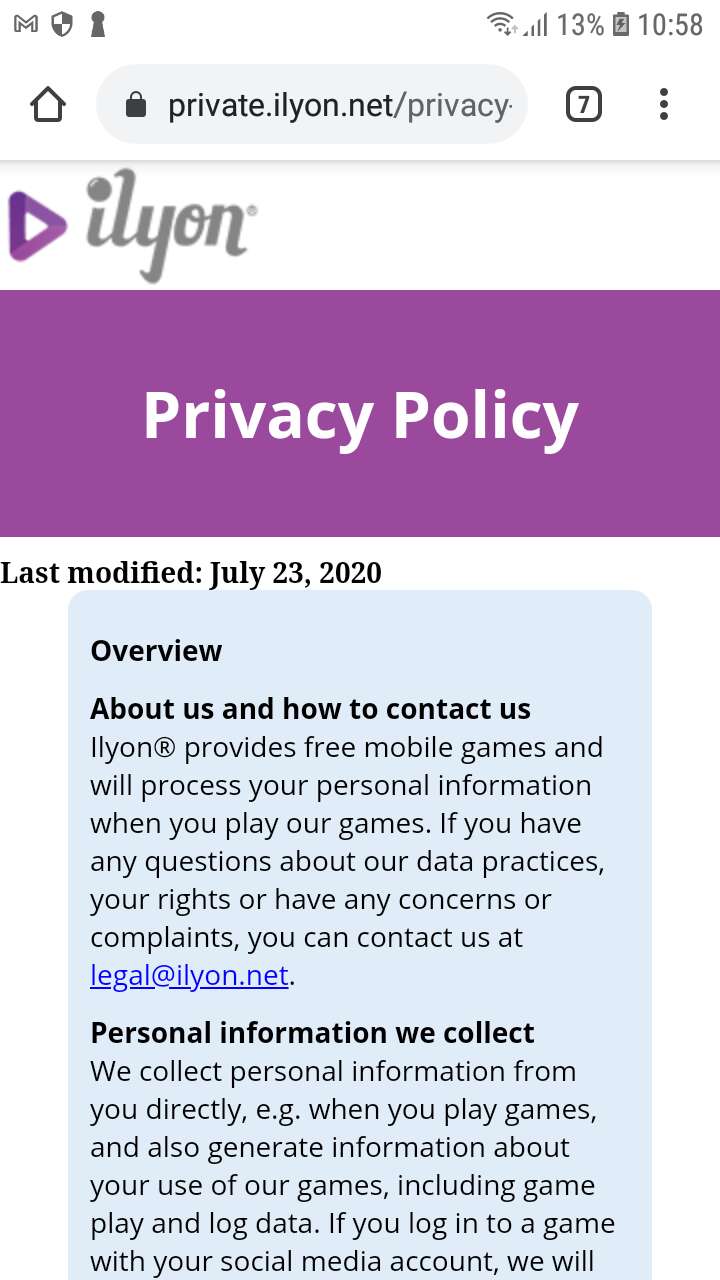 13% 10:58
private.ilyon.net/privacy-
7
ilyon®
Privacy Policy
Last modified: July 23, 2020
Overview
About us and how to contact us
Ilyon® provides free mobile games and
will process your personal information
when you play our games. If you have
any questions about our data practices,
your rights or have any concerns or
complaints, you can contact us at
legal@ilyon.net.
Personal information we collect
We collect personal information from
you directly, e.g. when you play games,
and also generate information about
your use of our games, including game
play and log data. If you log in to a game
with your social media account, we will